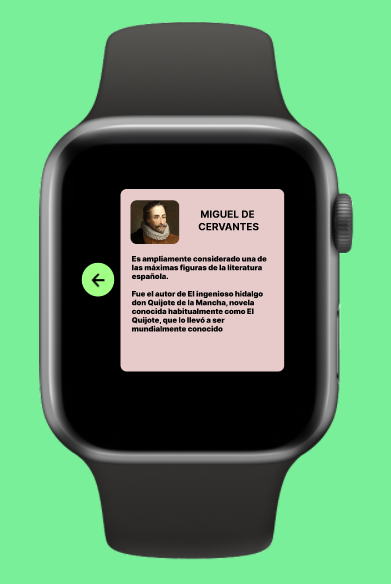 MIGUEL DE
CERVANTES
Es ampliamente considerado una de
las máximas figuras de la literatura
española.
Fue el autor de El ingenioso hidalgo
don Quijote de la Mancha, novela
conocida habitualmente como El
Quijote, que lo llevó a ser
mundialmente conocido